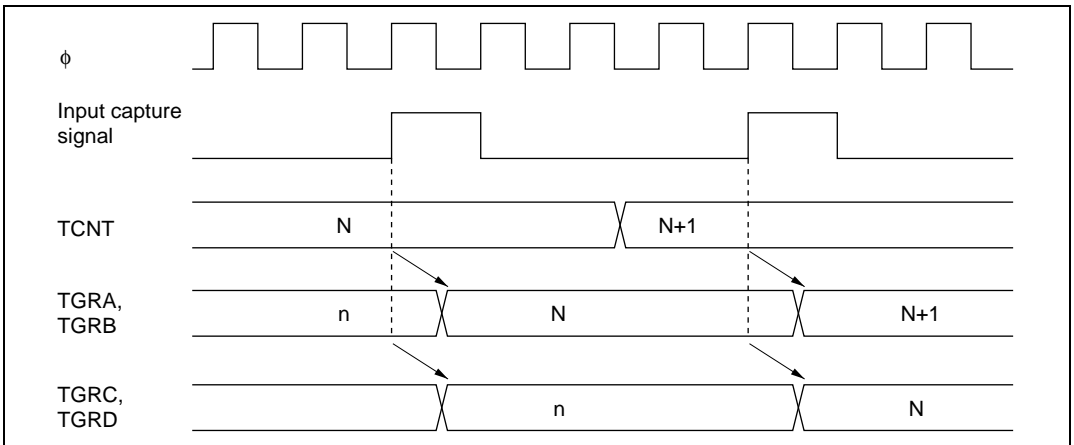 ϕ
Input capture
signal
TCNT
N
N+1
TGRA,
TGRB
n
N
N+1
TGRC,
TGRD
n
N